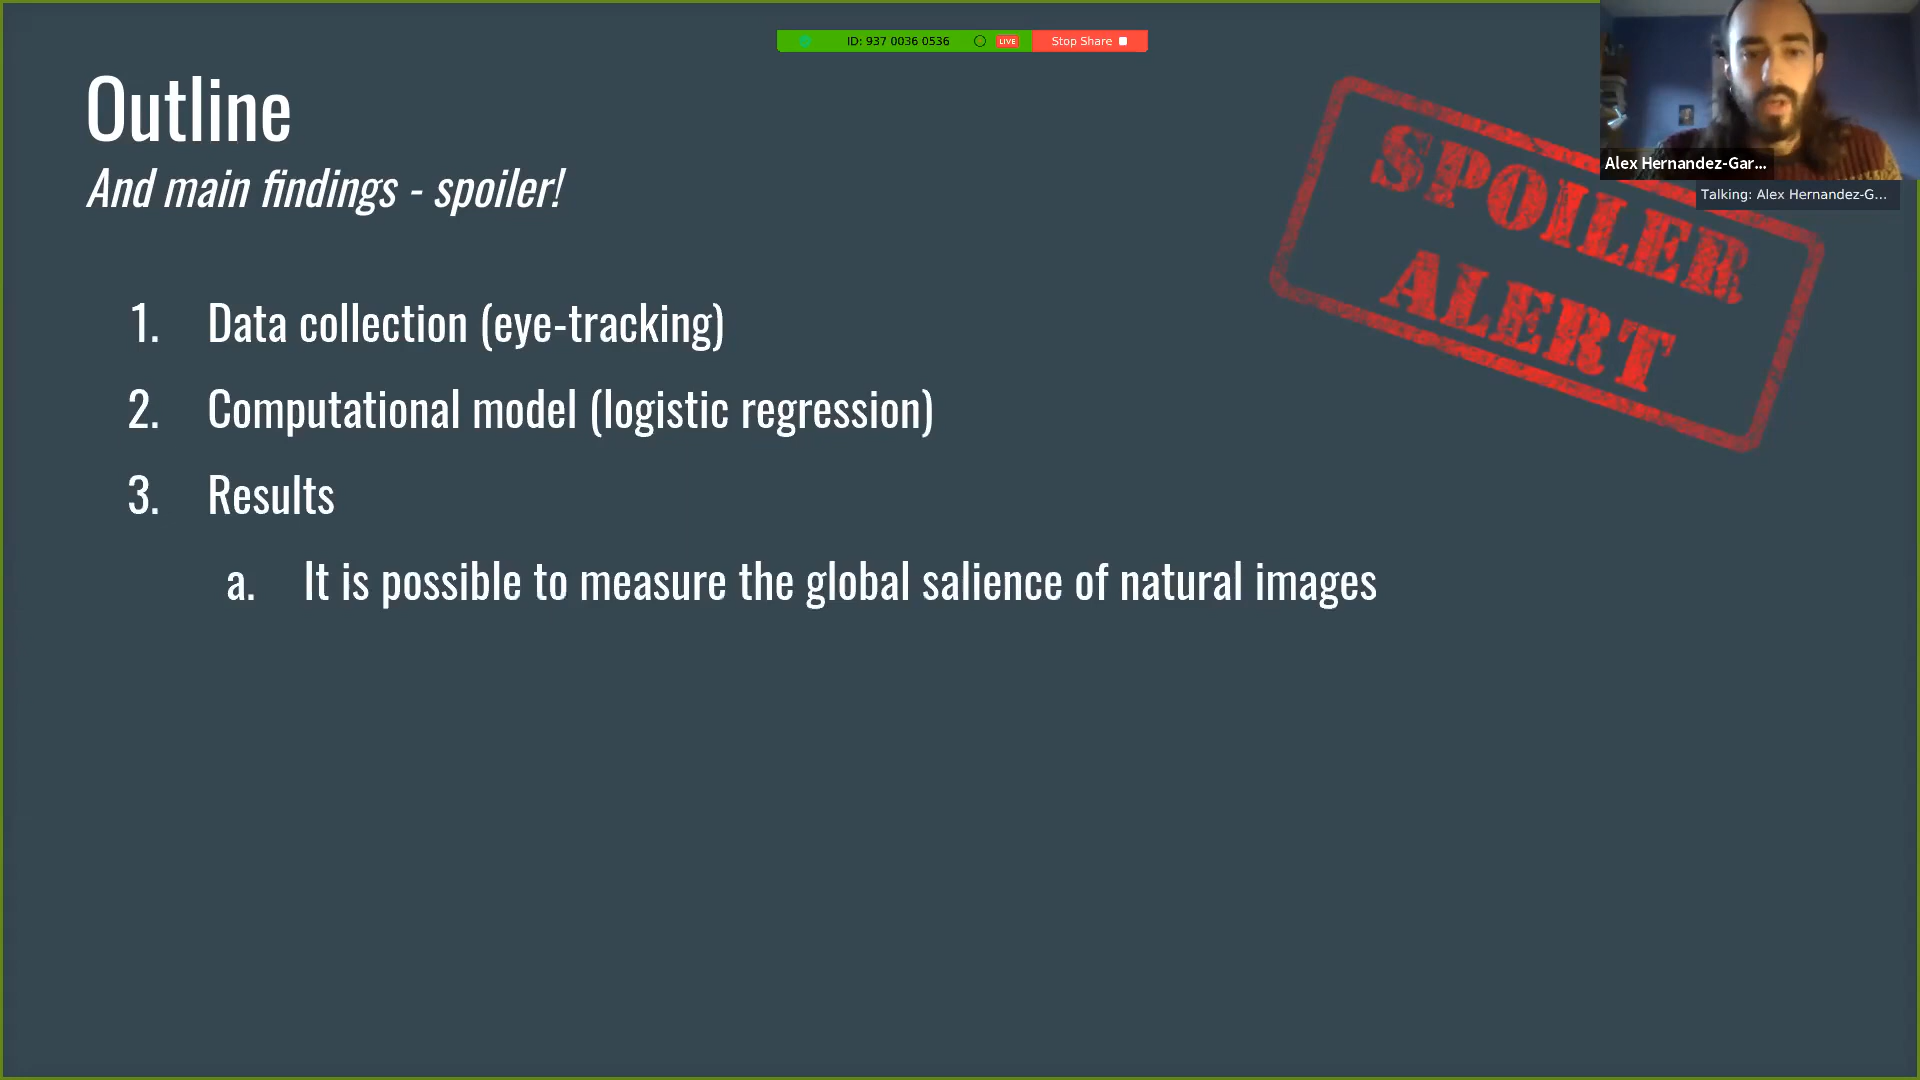 ID: 937 0036 0536
LIVE
Stop Share
Outline
And main findings - spoiler!
SPOILER
ALERT
Alex Hernandez-Gar...
Talking: Alex Hernandez-G...
1. Data collection (eye-tracking)
2. Computational model (logistic regression)
3. Results
a. It is possible to measure the global salience of natural images